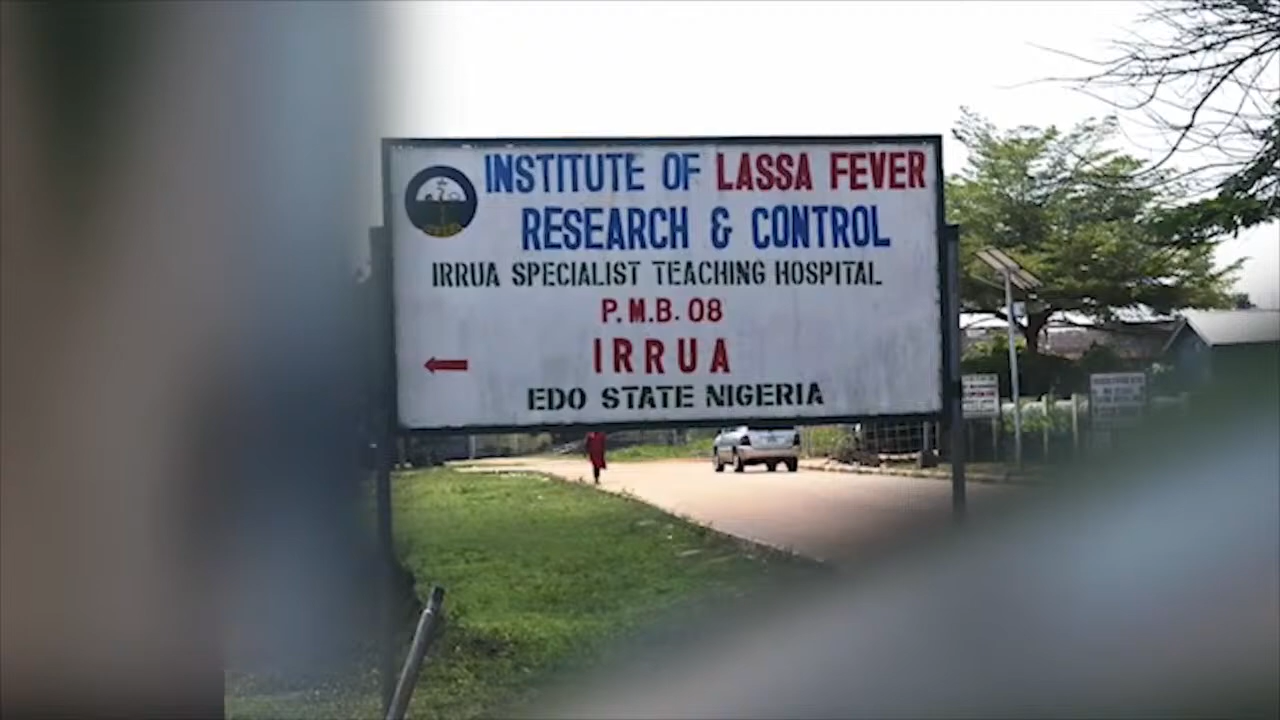 INSTITUTE OF LASSA FEVER
RESEARCH & CONTROL
IRRUA SPECIALIST TEACHING HOSPITAL
P.M.B. 08
IRRUA
EDO STATE NIGERIA